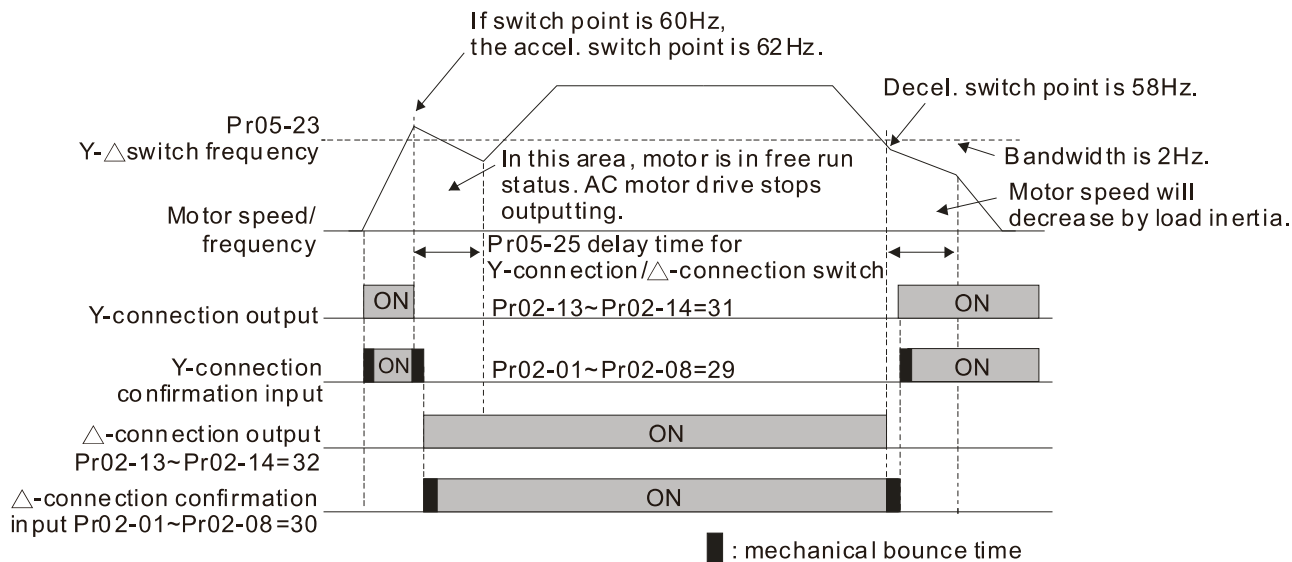 If switch point is 60Hz,
the accel. switch point is 62Hz.
Decel. switch point is 58Hz.
Pr05-23
Y-△switch frequency
In this area, motor is in free run
status. AC motor drive stops
outputting.
Bandwidth is 2Hz.
Motor speed will
decrease by load inertia.
Motor speed/
frequency
Pr05-25 delay time for
Y-connection/△-connection switch
Y-connection output
ON
Pr02-13~Pr02-14=31
ON
Y-connection
confirmation input
ON
Pr02-01~Pr02-08=29
ON
△-connection output
Pr02-13~Pr02-14=32
ON
△-connection confirmation
input Pr02-01~Pr02-08=30
ON
: mechanical bounce time